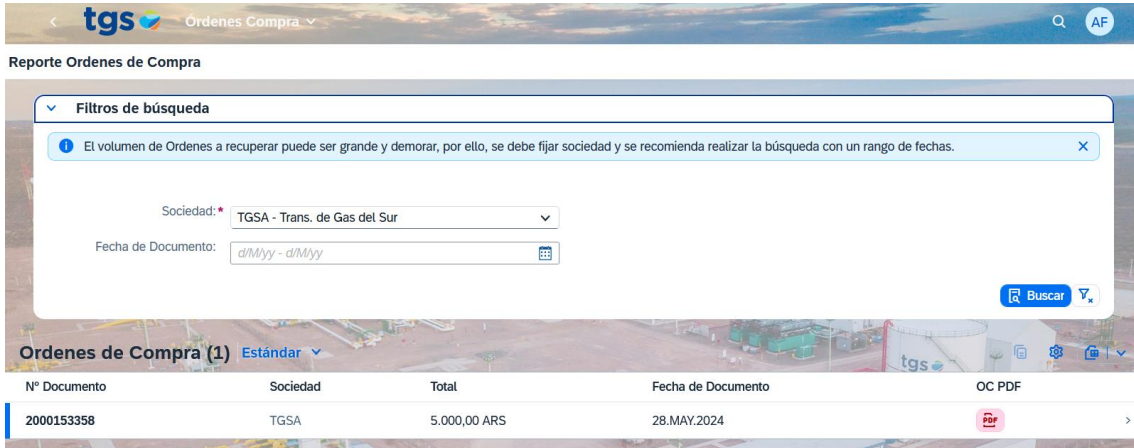 tgs Órdenes Compra AF
Reporte Ordenes de Compra
Filtros de búsqueda
El volumen de Ordenes a recuperar puede ser grande y demorar, por ello, se debe fijar sociedad y se recomienda realizar la búsqueda con un rango de fechas.
Sociedad:* TGSA - Trans. de Gas del Sur
Fecha de Documento: d/M/yy - d/M/yy
Buscar
Ordenes de Compra (1) Estándar
tgs
Nº Documento Sociedad Total Fecha de Documento OC PDF
2000153358 TGSA 5.000,00 ARS 28.MAY.2024 PDF